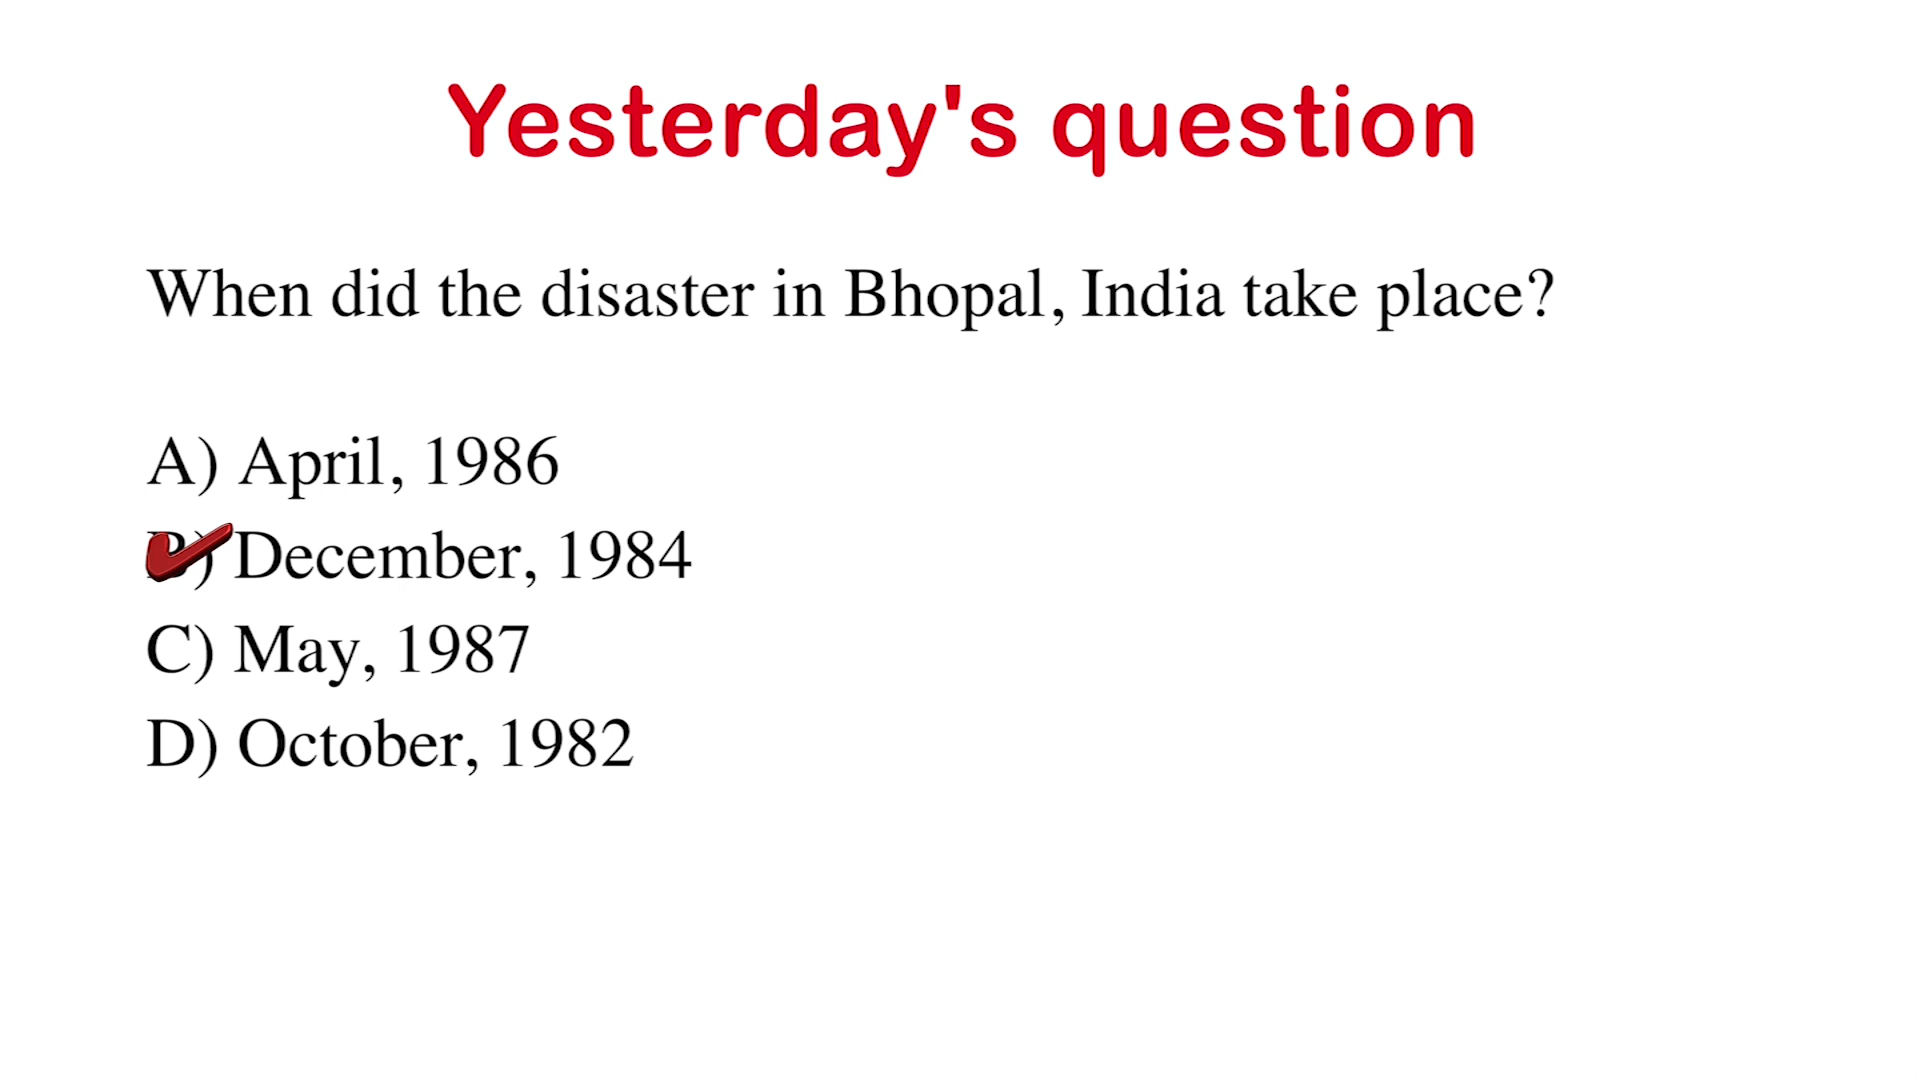 Yesterday's question
When did the disaster in Bhopal, India take place?
A) April, 1986
B) December, 1984
C) May, 1987
D) October, 1982